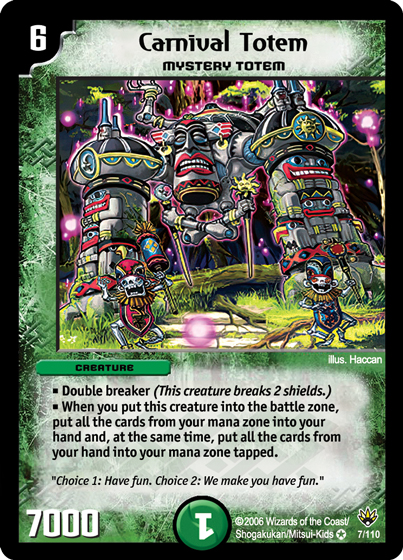 6
Carnival Totem
MYSTERY TOTEM
illus. Haccan
CREATURE
▪ Double breaker (This creature breaks 2 shields.)
▪ When you put this creature into the battle zone,
put all the cards from your mana zone into your
hand and, at the same time, put all the cards from
your hand into your mana zone tapped.
"Choice 1: Have fun. Choice 2: We make you have fun."
7000
1
©2006 Wizards of the Coast/
Shogakukan/Mitsui-Kids ✪ 7/110